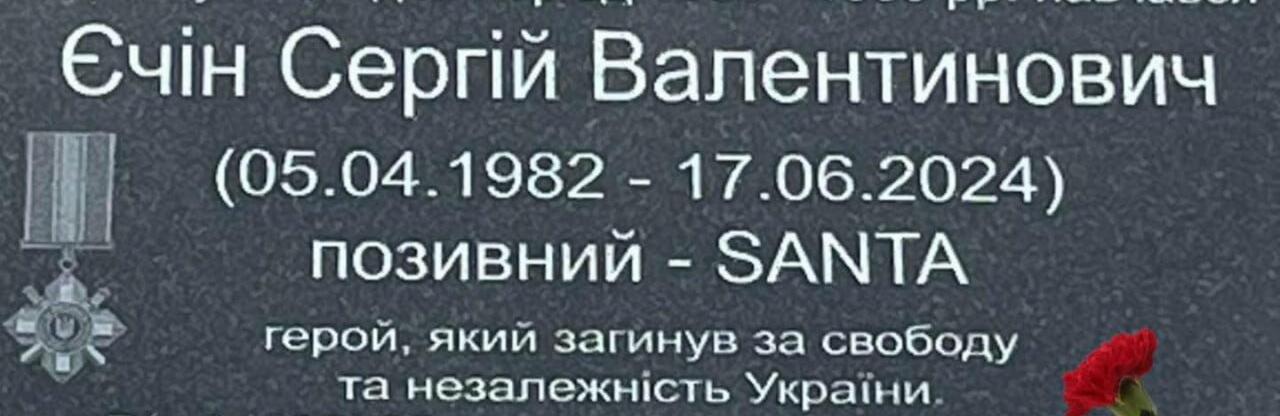 Єчін Сергій Валентинович
(05.04.1982 - 17.06.2024)
позивний - SANTA
герой, який загинув за свободу
та незалежність України.